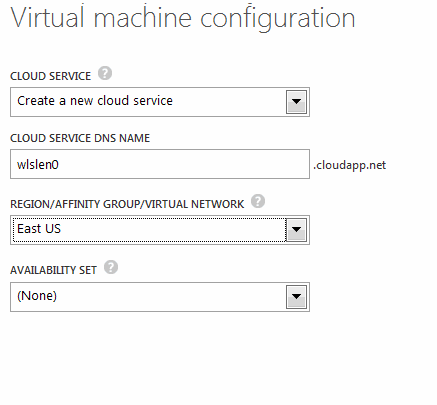 Virtual machine configuration
CLOUD SERVICE ?
Create a new cloud service
CLOUD SERVICE DNS NAME
wlslen0 .cloudapp.net
REGION/AFFINITY GROUP/VIRTUAL NETWORK ?
East US
AVAILABILITY SET ?
(None)